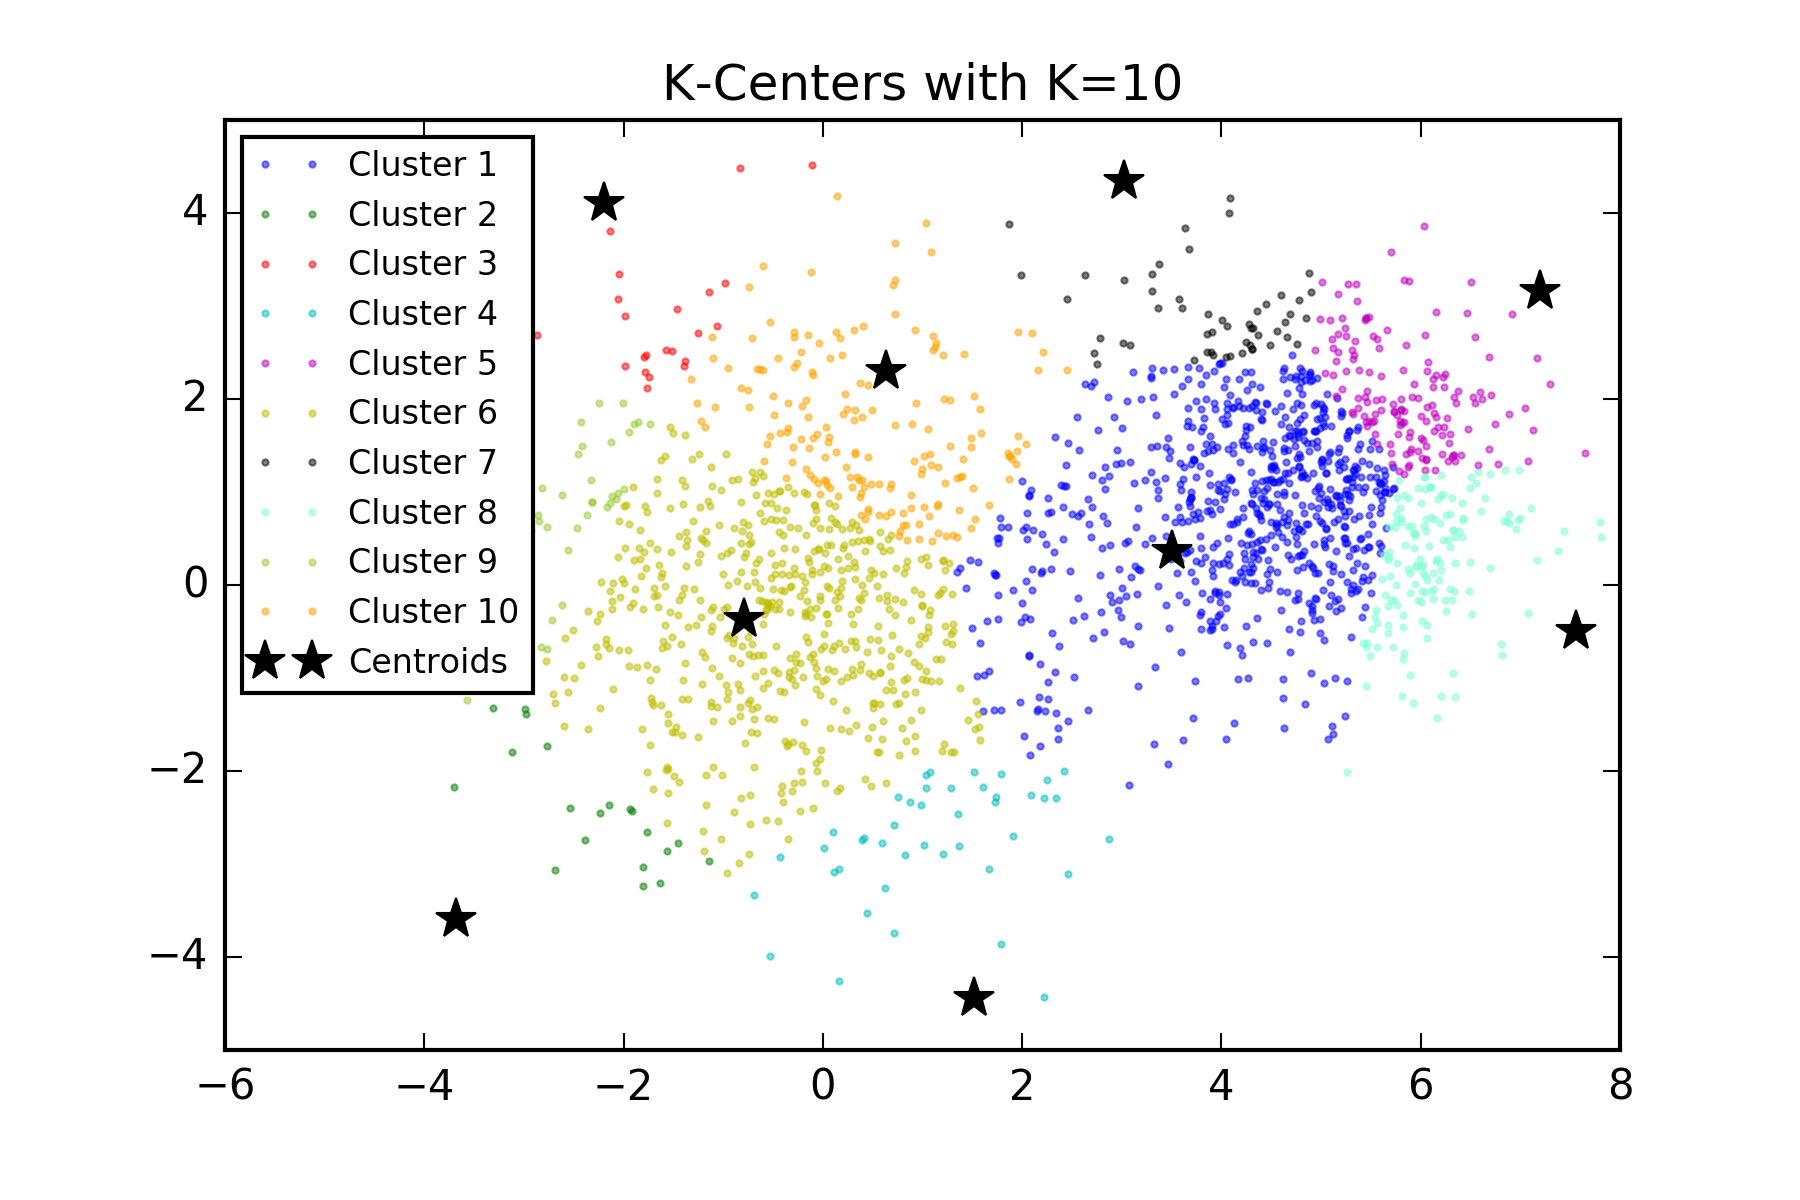 K-Centers with K=10
Cluster 1
Cluster 2
Cluster 3
Cluster 4
Cluster 5
Cluster 6
Cluster 7
Cluster 8
Cluster 9
Cluster 10
Centroids
4
2
0
−2
−4
−6 −4 −2 0 2 4 6 8